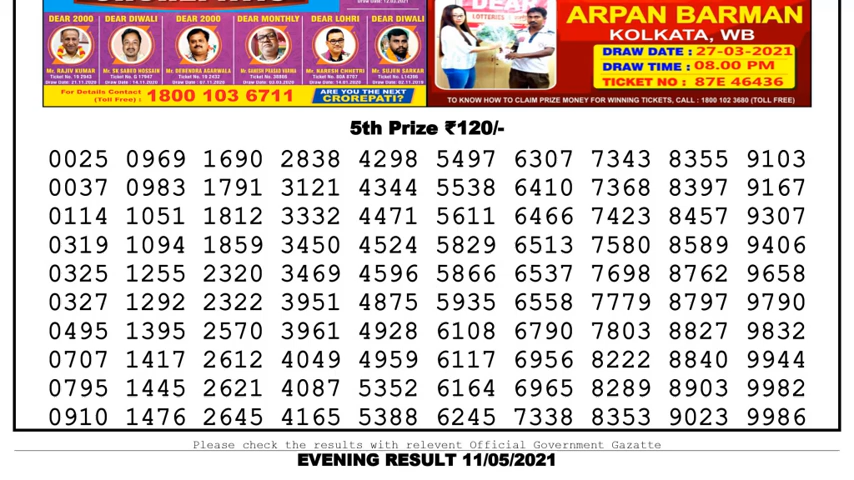 DEAR 2000 DEAR DIWALI DEAR 2000 DEAR MONTHLY DEAR LOHRI DEAR DIWALI
Mr. RAJIV KUMAR Mr. SK SABED HOSSAIN Mr. DEBENDRA AGARWALA Mr. GANESH PRASAD VARMA Mr. NARESH CHHETRI Mr. SUJEN SARKAR
For Details Contact
(Toll Free) : 1800 103 6711 ARE YOU THE NEXT
CROREPATI?
DEAR
LOTTERIES
ARPAN BARMAN
KOLKATA, WB
DRAW DATE : 27-03-2021
DRAW TIME : 08.00 PM
TICKET NO : 87E 46436
TO KNOW HOW TO CLAIM PRIZE MONEY FOR WINNING TICKETS, CALL : 1800 102 3680 (TOLL FREE)
5th Prize ₹120/-
0025 0969 1690 2838 4298 5497 6307 7343 8355 9103
0037 0983 1791 3121 4344 5538 6410 7368 8397 9167
0114 1051 1812 3332 4471 5611 6466 7423 8457 9307
0319 1094 1859 3450 4524 5829 6513 7580 8589 9406
0325 1255 2320 3469 4596 5866 6537 7698 8762 9658
0327 1292 2322 3951 4875 5935 6558 7779 8797 9790
0495 1395 2570 3961 4928 6108 6790 7803 8827 9832
0707 1417 2612 4049 4959 6117 6956 8222 8840 9944
0795 1445 2621 4087 5352 6164 6965 8289 8903 9982
0910 1476 2645 4165 5388 6245 7338 8353 9023 9986
Please check the results with relevent Official Government Gazatte
EVENING RESULT 11/05/2021